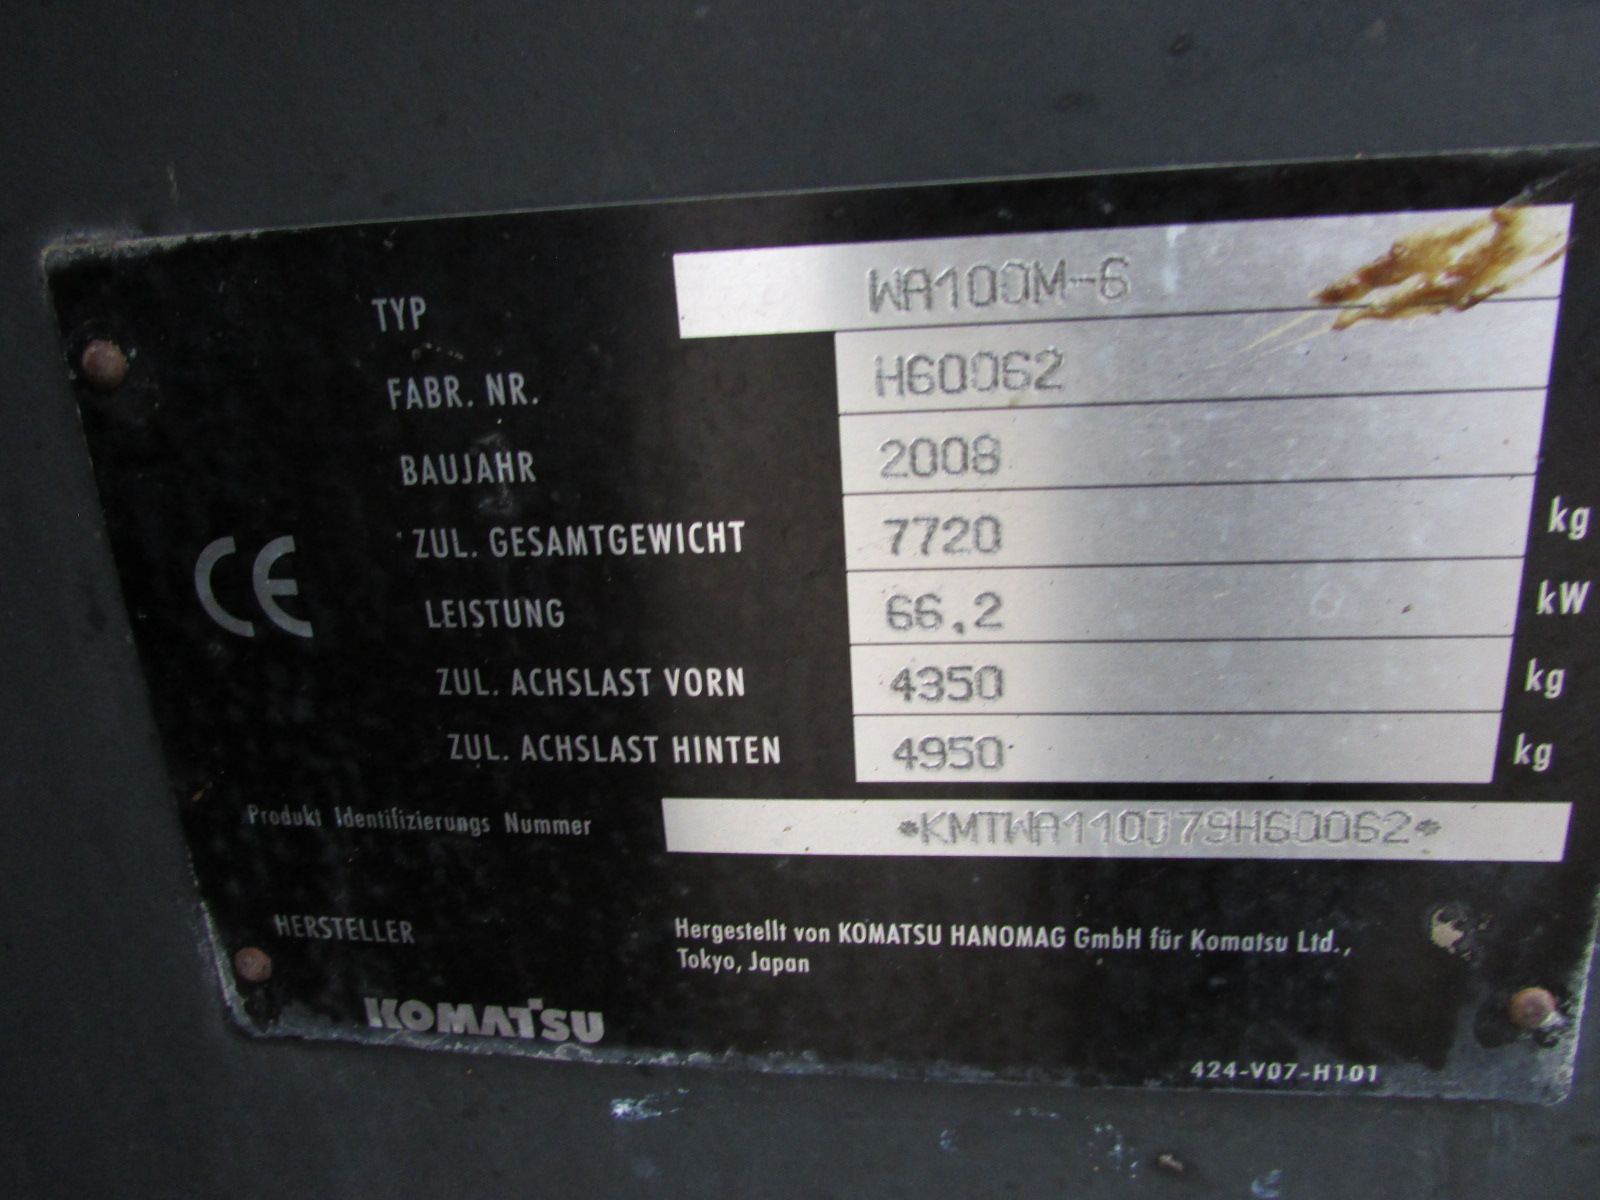 TYP WA100M-6
FABR. NR. H60062
BAUJAHR 2008
ZUL. GESAMTGEWICHT 7720 kg
CE LEISTUNG 66,2 kW
ZUL. ACHSLAST VORN 4350 kg
ZUL. ACHSLAST HINTEN 4950 kg
Produkt Identifizierungs Nummer *KMTWA110J79H60062*
HERSTELLER Hergestellt von KOMATSU HANOMAG GmbH für Komatsu Ltd.,
Tokyo, Japan
KOMATSU
424-V07-H101